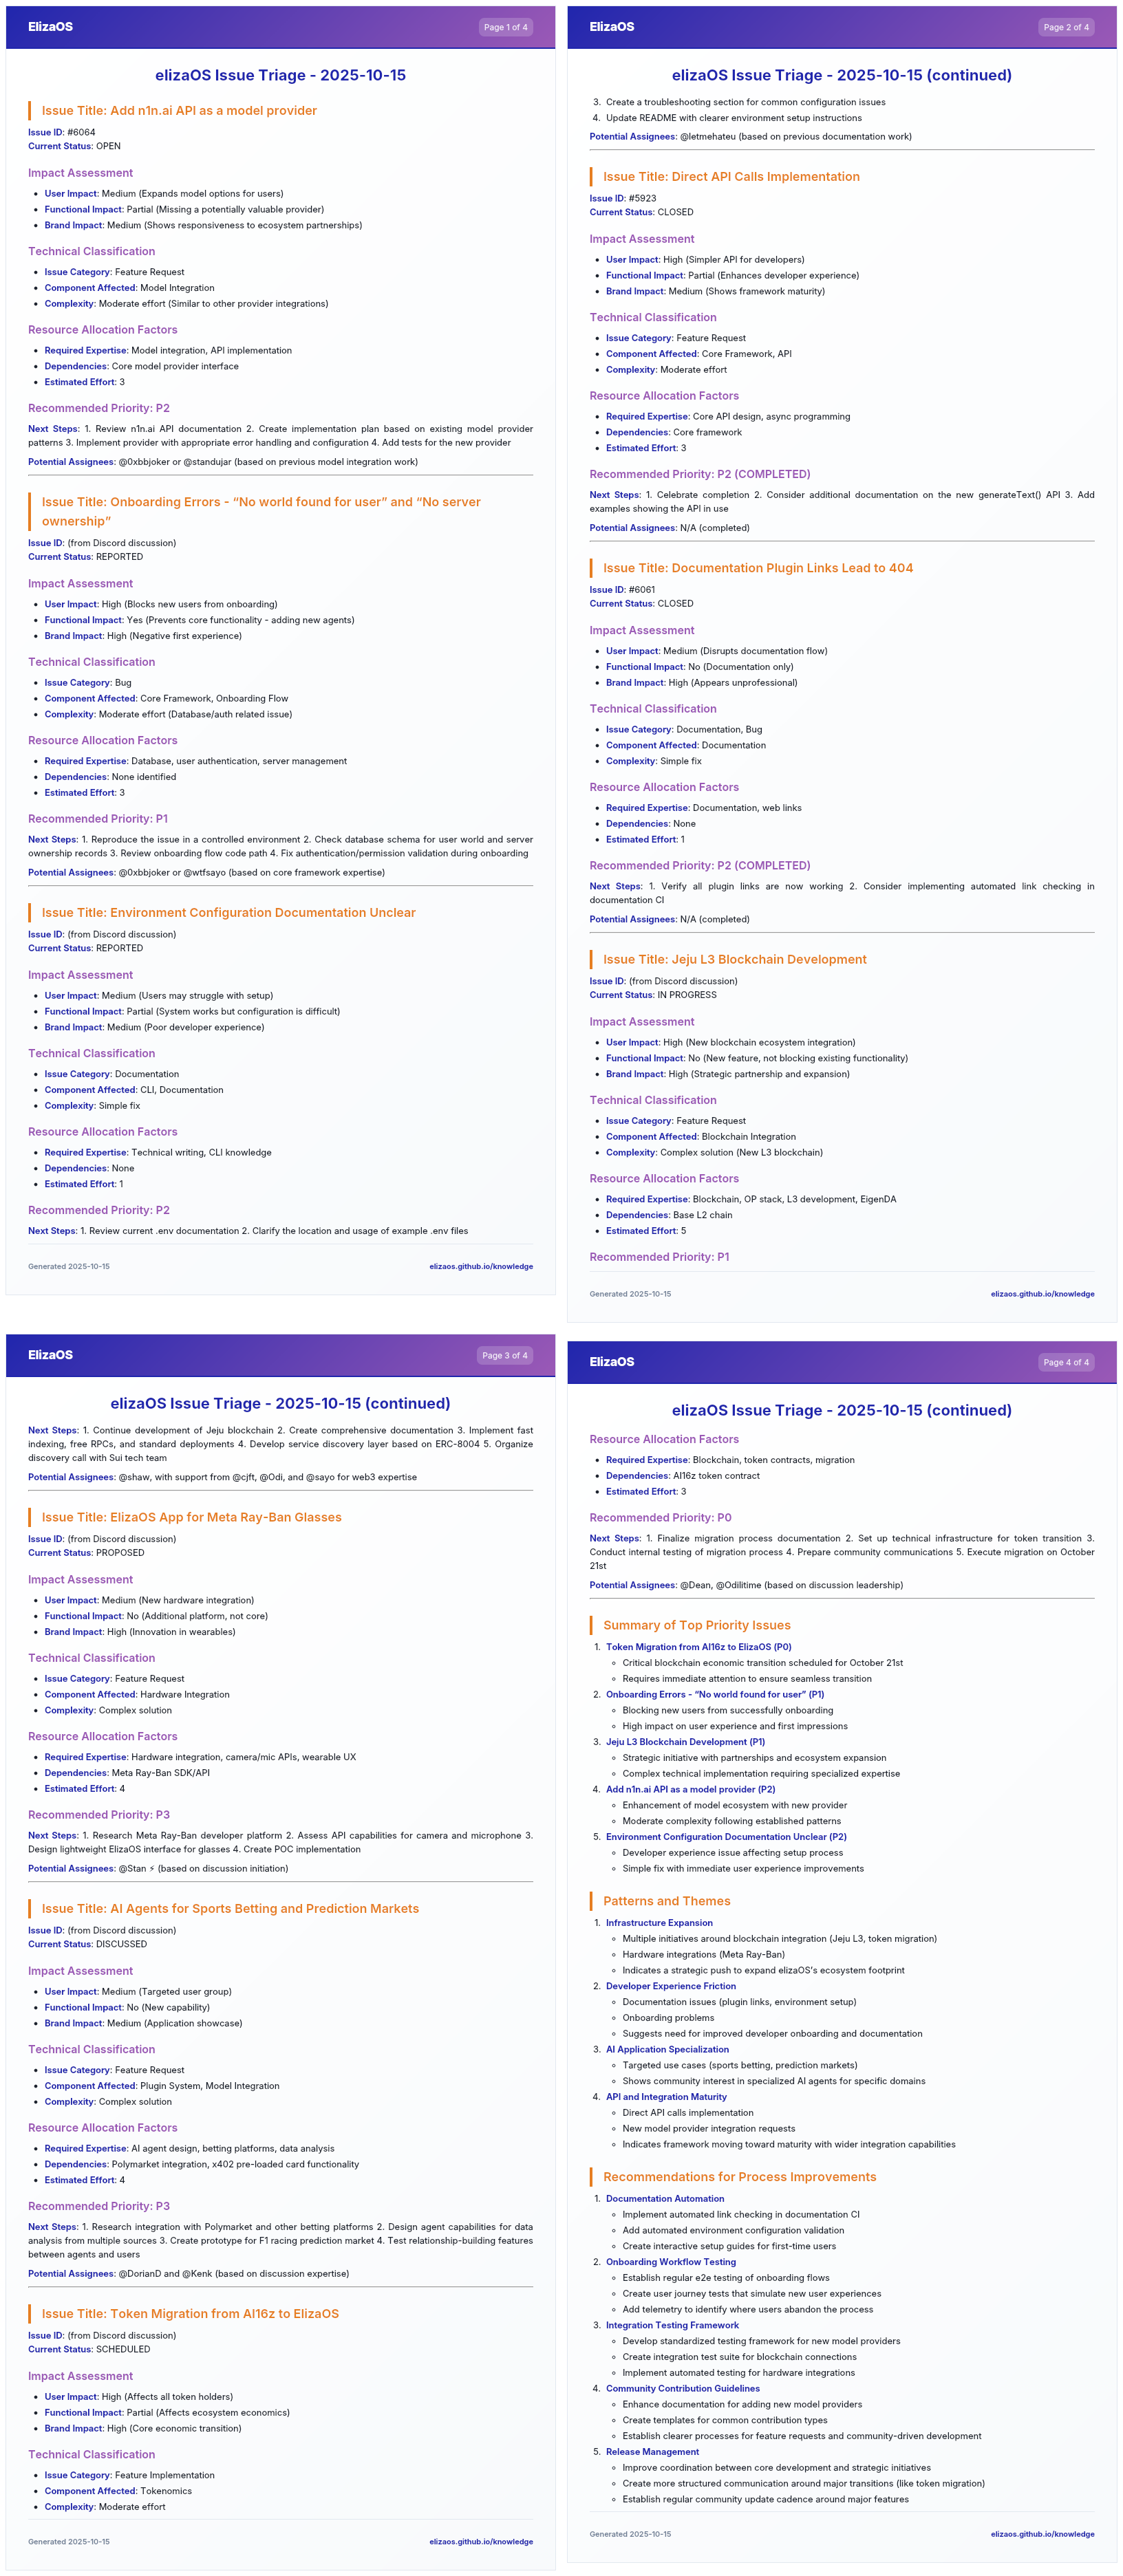 ElizaOS
Page 1 of 4
elizaOS Issue Triage - 2025-10-15
Issue Title: Add n1n.ai API as a model provider
Issue ID: #6064
Current Status: OPEN
Impact Assessment
• User Impact: Medium (Expands model options for users)
• Functional Impact: Partial (Missing a potentially valuable provider)
• Brand Impact: Medium (Shows responsiveness to ecosystem partnerships)
Technical Classification
• Issue Category: Feature Request
• Component Affected: Model Integration
• Complexity: Moderate effort (Similar to other provider integrations)
Resource Allocation Factors
• Required Expertise: Model integration, API implementation
• Dependencies: Core model provider interface
• Estimated Effort: 3
Recommended Priority: P2
Next Steps: 1. Review n1n.ai API documentation 2. Create implementation plan based on existing model provider
patterns 3. Implement provider with appropriate error handling and configuration 4. Add tests for the new provider
Potential Assignees: @0xbbjoker or @standujar (based on previous model integration work)
Issue Title: Onboarding Errors - “No world found for user” and “No server
ownership”
Issue ID: (from Discord discussion)
Current Status: REPORTED
Impact Assessment
• User Impact: High (Blocks new users from onboarding)
• Functional Impact: Yes (Prevents core functionality - adding new agents)
• Brand Impact: High (Negative first experience)
Technical Classification
• Issue Category: Bug
• Component Affected: Core Framework, Onboarding Flow
• Complexity: Moderate effort (Database/auth related issue)
Resource Allocation Factors
• Required Expertise: Database, user authentication, server management
• Dependencies: None identified
• Estimated Effort: 3
Recommended Priority: P1
Next Steps: 1. Reproduce the issue in a controlled environment 2. Check database schema for user world and server
ownership records 3. Review onboarding flow code path 4. Fix authentication/permission validation during onboarding
Potential Assignees: @0xbbjoker or @wtfsayo (based on core framework expertise)
Issue Title: Environment Configuration Documentation Unclear
Issue ID: (from Discord discussion)
Current Status: REPORTED
Impact Assessment
• User Impact: Medium (Users may struggle with setup)
• Functional Impact: Partial (System works but configuration is difficult)
• Brand Impact: Medium (Poor developer experience)
Technical Classification
• Issue Category: Documentation
• Component Affected: CLI, Documentation
• Complexity: Simple fix
Resource Allocation Factors
• Required Expertise: Technical writing, CLI knowledge
• Dependencies: None
• Estimated Effort: 1
Recommended Priority: P2
Next Steps: 1. Review current .env documentation 2. Clarify the location and usage of example .env files
Generated 2025-10-15
elizaos.github.io/knowledge
ElizaOS
Page 2 of 4
elizaOS Issue Triage - 2025-10-15 (continued)
3. Create a troubleshooting section for common configuration issues
4. Update README with clearer environment setup instructions
Potential Assignees: @letmehateu (based on previous documentation work)
Issue Title: Direct API Calls Implementation
Issue ID: #5923
Current Status: CLOSED
Impact Assessment
• User Impact: High (Simpler API for developers)
• Functional Impact: Partial (Enhances developer experience)
• Brand Impact: Medium (Shows framework maturity)
Technical Classification
• Issue Category: Feature Request
• Component Affected: Core Framework, API
• Complexity: Moderate effort
Resource Allocation Factors
• Required Expertise: Core API design, async programming
• Dependencies: Core framework
• Estimated Effort: 3
Recommended Priority: P2 (COMPLETED)
Next Steps: 1. Celebrate completion 2. Consider additional documentation on the new generateText() API 3. Add
examples showing the API in use
Potential Assignees: N/A (completed)
Issue Title: Documentation Plugin Links Lead to 404
Issue ID: #6061
Current Status: CLOSED
Impact Assessment
• User Impact: Medium (Disrupts documentation flow)
• Functional Impact: No (Documentation only)
• Brand Impact: High (Appears unprofessional)
Technical Classification
• Issue Category: Documentation, Bug
• Component Affected: Documentation
• Complexity: Simple fix
Resource Allocation Factors
• Required Expertise: Documentation, web links
• Dependencies: None
• Estimated Effort: 1
Recommended Priority: P2 (COMPLETED)
Next Steps: 1. Verify all plugin links are now working 2. Consider implementing automated link checking in
documentation CI
Potential Assignees: N/A (completed)
Issue Title: Jeju L3 Blockchain Development
Issue ID: (from Discord discussion)
Current Status: IN PROGRESS
Impact Assessment
• User Impact: High (New blockchain ecosystem integration)
• Functional Impact: No (New feature, not blocking existing functionality)
• Brand Impact: High (Strategic partnership and expansion)
Technical Classification
• Issue Category: Feature Request
• Component Affected: Blockchain Integration
• Complexity: Complex solution (New L3 blockchain)
Resource Allocation Factors
• Required Expertise: Blockchain, OP stack, L3 development, EigenDA
• Dependencies: Base L2 chain
• Estimated Effort: 5
Recommended Priority: P1
Generated 2025-10-15
elizaos.github.io/knowledge
ElizaOS
Page 3 of 4
elizaOS Issue Triage - 2025-10-15 (continued)
Next Steps: 1. Continue development of Jeju blockchain 2. Create comprehensive documentation 3. Implement fast
indexing, free RPCs, and standard deployments 4. Develop service discovery layer based on ERC-8004 5. Organize
discovery call with Sui tech team
Potential Assignees: @shaw, with support from @cjft, @Odi, and @sayo for web3 expertise
Issue Title: ElizaOS App for Meta Ray-Ban Glasses
Issue ID: (from Discord discussion)
Current Status: PROPOSED
Impact Assessment
• User Impact: Medium (New hardware integration)
• Functional Impact: No (Additional platform, not core)
• Brand Impact: High (Innovation in wearables)
Technical Classification
• Issue Category: Feature Request
• Component Affected: Hardware Integration
• Complexity: Complex solution
Resource Allocation Factors
• Required Expertise: Hardware integration, camera/mic APIs, wearable UX
• Dependencies: Meta Ray-Ban SDK/API
• Estimated Effort: 4
Recommended Priority: P3
Next Steps: 1. Research Meta Ray-Ban developer platform 2. Assess API capabilities for camera and microphone 3.
Design lightweight ElizaOS interface for glasses 4. Create POC implementation
Potential Assignees: @Stan ⚡ (based on discussion initiation)
Issue Title: AI Agents for Sports Betting and Prediction Markets
Issue ID: (from Discord discussion)
Current Status: DISCUSSED
Impact Assessment
• User Impact: Medium (Targeted user group)
• Functional Impact: No (New capability)
• Brand Impact: Medium (Application showcase)
Technical Classification
• Issue Category: Feature Request
• Component Affected: Plugin System, Model Integration
• Complexity: Complex solution
Resource Allocation Factors
• Required Expertise: AI agent design, betting platforms, data analysis
• Dependencies: Polymarket integration, x402 pre-loaded card functionality
• Estimated Effort: 4
Recommended Priority: P3
Next Steps: 1. Research integration with Polymarket and other betting platforms 2. Design agent capabilities for data
analysis from multiple sources 3. Create prototype for F1 racing prediction market 4. Test relationship-building features
between agents and users
Potential Assignees: @DorianD and @Kenk (based on discussion expertise)
Issue Title: Token Migration from AI16z to ElizaOS
Issue ID: (from Discord discussion)
Current Status: SCHEDULED
Impact Assessment
• User Impact: High (Affects all token holders)
• Functional Impact: Partial (Affects ecosystem economics)
• Brand Impact: High (Core economic transition)
Technical Classification
• Issue Category: Feature Implementation
• Component Affected: Tokenomics
• Complexity: Moderate effort
Generated 2025-10-15
elizaos.github.io/knowledge
ElizaOS
Page 4 of 4
elizaOS Issue Triage - 2025-10-15 (continued)
Resource Allocation Factors
• Required Expertise: Blockchain, token contracts, migration
• Dependencies: AI16z token contract
• Estimated Effort: 3
Recommended Priority: P0
Next Steps: 1. Finalize migration process documentation 2. Set up technical infrastructure for token transition 3.
Conduct internal testing of migration process 4. Prepare community communications 5. Execute migration on October
21st
Potential Assignees: @Dean, @Odilitime (based on discussion leadership)
Summary of Top Priority Issues
1. Token Migration from AI16z to ElizaOS (P0)
◦ Critical blockchain economic transition scheduled for October 21st
◦ Requires immediate attention to ensure seamless transition
2. Onboarding Errors - “No world found for user” (P1)
◦ Blocking new users from successfully onboarding
◦ High impact on user experience and first impressions
3. Jeju L3 Blockchain Development (P1)
◦ Strategic initiative with partnerships and ecosystem expansion
◦ Complex technical implementation requiring specialized expertise
4. Add n1n.ai API as a model provider (P2)
◦ Enhancement of model ecosystem with new provider
◦ Moderate complexity following established patterns
5. Environment Configuration Documentation Unclear (P2)
◦ Developer experience issue affecting setup process
◦ Simple fix with immediate user experience improvements
Patterns and Themes
1. Infrastructure Expansion
◦ Multiple initiatives around blockchain integration (Jeju L3, token migration)
◦ Hardware integrations (Meta Ray-Ban)
◦ Indicates a strategic push to expand elizaOS's ecosystem footprint
2. Developer Experience Friction
◦ Documentation issues (plugin links, environment setup)
◦ Onboarding problems
◦ Suggests need for improved developer onboarding and documentation
3. AI Application Specialization
◦ Targeted use cases (sports betting, prediction markets)
◦ Shows community interest in specialized AI agents for specific domains
4. API and Integration Maturity
◦ Direct API calls implementation
◦ New model provider integration requests
◦ Indicates framework moving toward maturity with wider integration capabilities
Recommendations for Process Improvements
1. Documentation Automation
◦ Implement automated link checking in documentation CI
◦ Add automated environment configuration validation
◦ Create interactive setup guides for first-time users
2. Onboarding Workflow Testing
◦ Establish regular e2e testing of onboarding flows
◦ Create user journey tests that simulate new user experiences
◦ Add telemetry to identify where users abandon the process
3. Integration Testing Framework
◦ Develop standardized testing framework for new model providers
◦ Create integration test suite for blockchain connections
◦ Implement automated testing for hardware integrations
4. Community Contribution Guidelines
◦ Enhance documentation for adding new model providers
◦ Create templates for common contribution types
◦ Establish clearer processes for feature requests and community-driven development
5. Release Management
◦ Improve coordination between core development and strategic initiatives
◦ Create more structured communication around major transitions (like token migration)
◦ Establish regular community update cadence around major features
Generated 2025-10-15
elizaos.github.io/knowledge